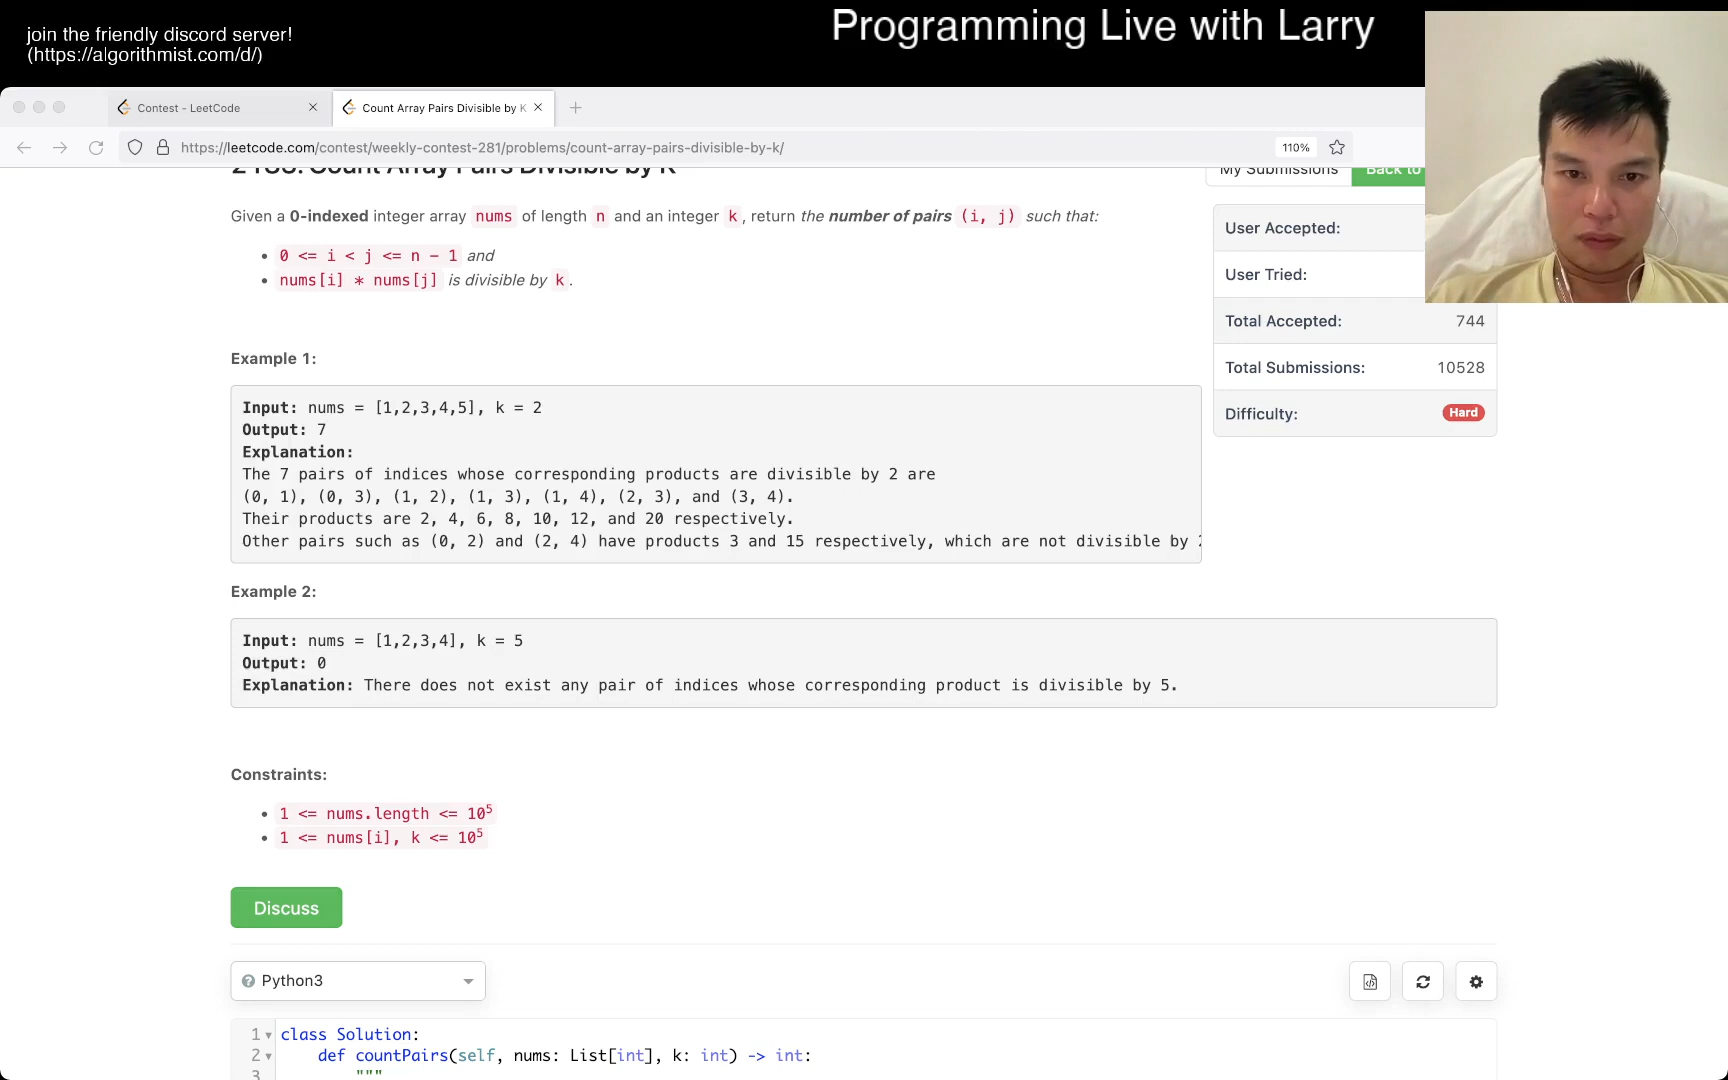 join the friendly discord server!
(https://algorithmist.com/d/)
Programming Live with Larry
Contest - LeetCode
Count Array Pairs Divisible by K
https://leetcode.com/contest/weekly-contest-281/problems/count-array-pairs-divisible-by-k/
110%
Count Array Pairs Divisible by K
My Submissions
Back to
Given a 0-indexed integer array nums of length n and an integer k, return the number of pairs (i, j) such that:
• 0 <= i < j <= n - 1 and
• nums[i] * nums[j] is divisible by k.
User Accepted:
User Tried:
Total Accepted: 744
Total Submissions: 10528
Difficulty: Hard
Example 1:
Input: nums = [1,2,3,4,5], k = 2
Output: 7
Explanation:
The 7 pairs of indices whose corresponding products are divisible by 2 are
(0, 1), (0, 3), (1, 2), (1, 3), (1, 4), (2, 3), and (3, 4).
Their products are 2, 4, 6, 8, 10, 12, and 20 respectively.
Other pairs such as (0, 2) and (2, 4) have products 3 and 15 respectively, which are not divisible by 2
Example 2:
Input: nums = [1,2,3,4], k = 5
Output: 0
Explanation: There does not exist any pair of indices whose corresponding product is divisible by 5.
Constraints:
• 1 <= nums.length <= 10⁵
• 1 <= nums[i], k <= 10⁵
Discuss
Python3
1 class Solution:
2 def countPairs(self, nums: List[int], k: int) -> int:
3 """